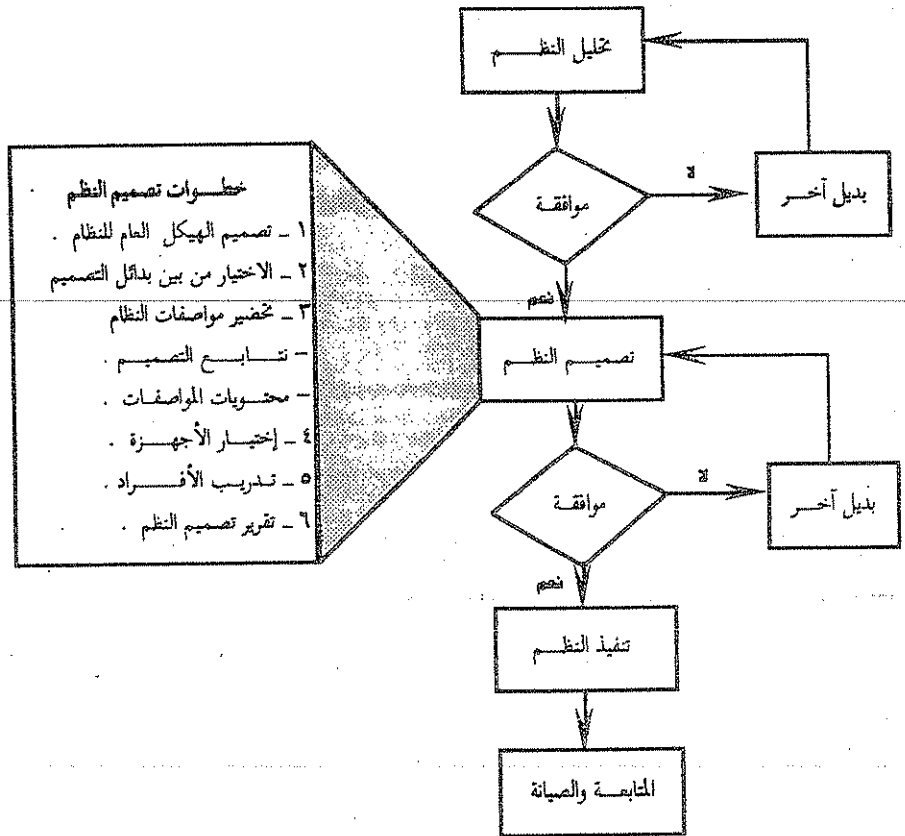 تحليل النظم
موافقة
لا
بديل آخر
نعم
تصميم النظم
موافقة
لا
بديل آخر
نعم
تنفيذ النظم
المتابعة والصيانة
خطوات تصميم النظم
١ - تصميم الهيكل العام للنظام .
٢ - الاختيار من بين بدائل التصميم
٣ - تحضير مواصفات النظام
- تتابع التصميم .
- محتويات المواصفات .
٤ - إختيار الأجهزة .
٥ - تدريب الأفراد .
٦ - تقرير تصميم النظم .